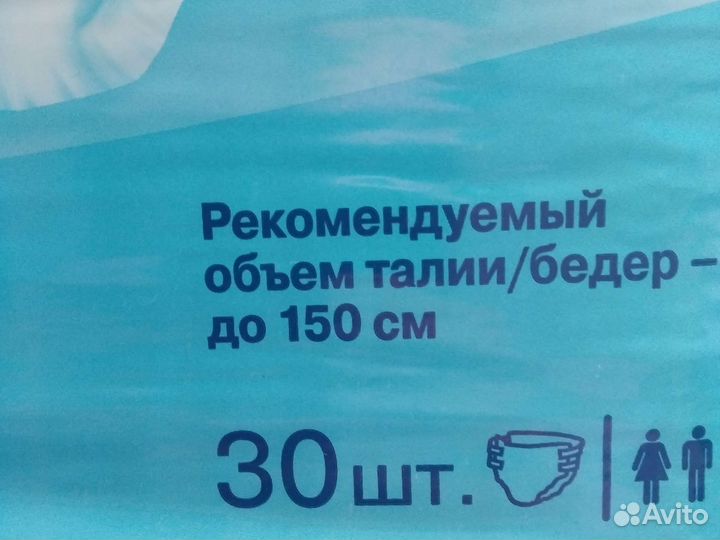 Рекомендуемый
объем талии/бедер –
до 150 см
30 шт.
Avito